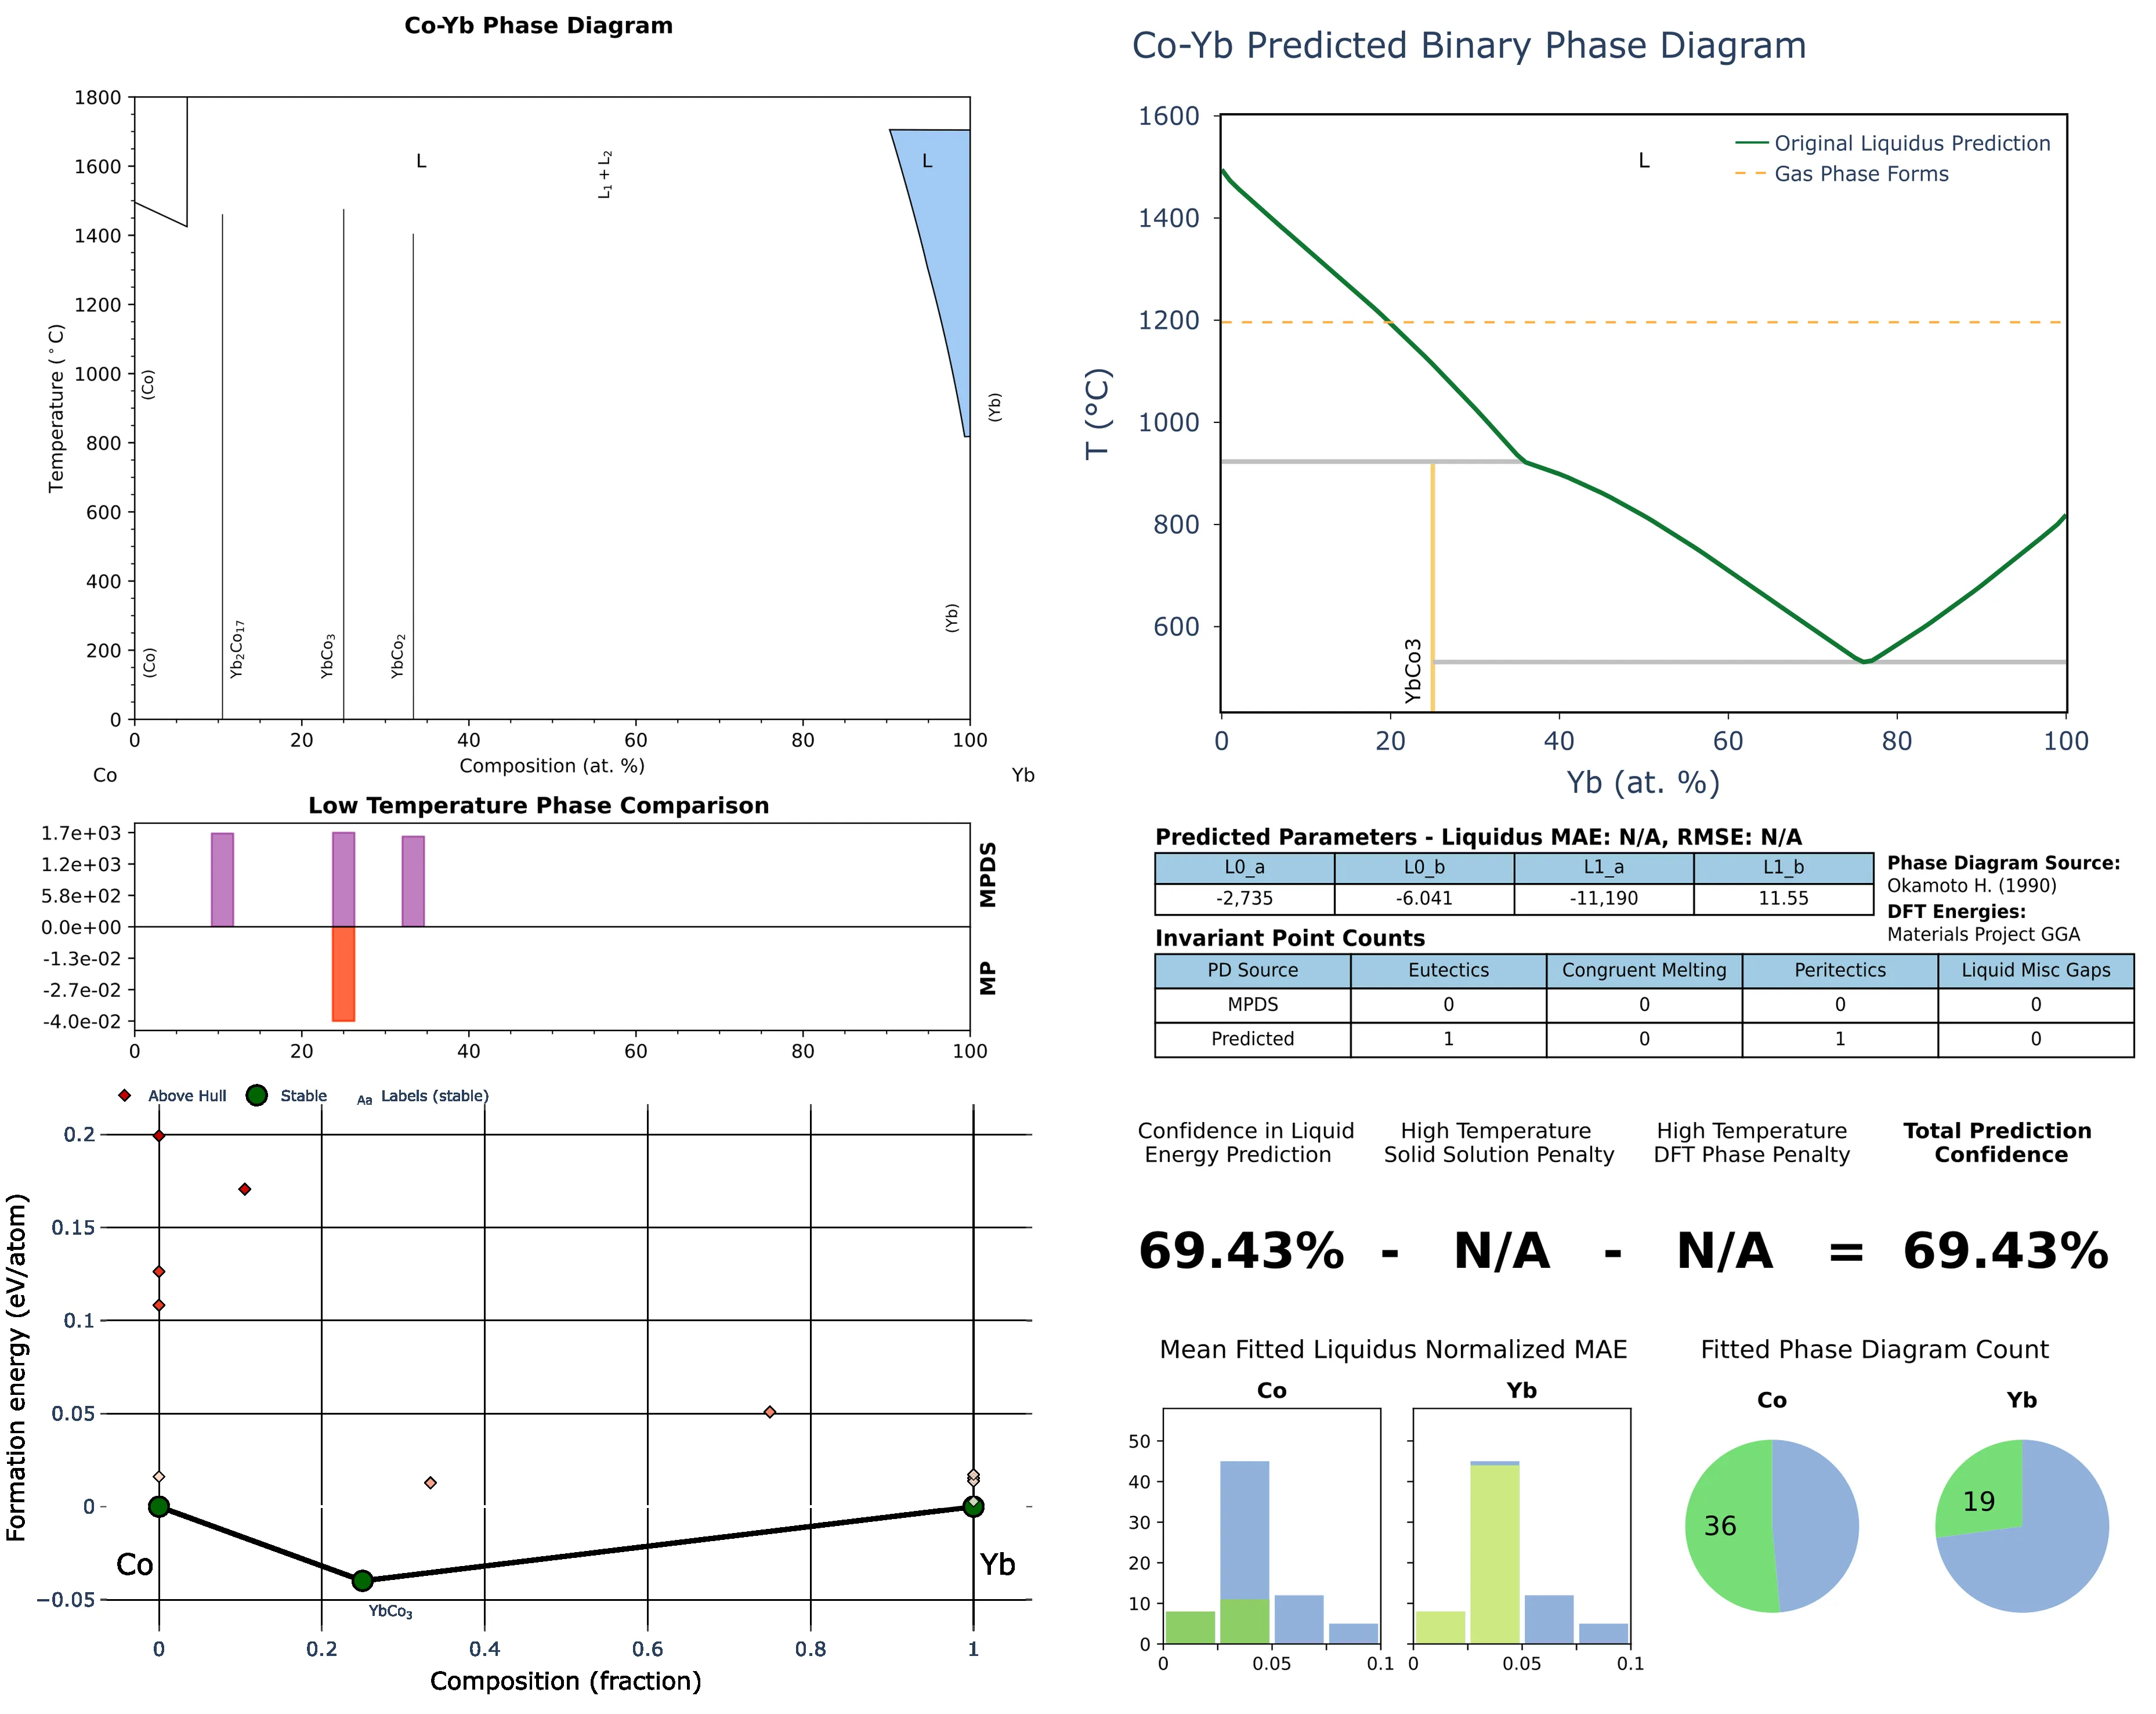 Co-Yb Phase Diagram
1800
1600
1400
1200
1000
800
600
400
200
0
Temperature (°C)
L
L₁ + L₂
L
(Co)
(Yb)
(Co)
Yb₂Co₁₇
YbCo₃
YbCo₂
(Yb)
0 20 40 60 80 100
Composition (at. %)
Co Yb
Low Temperature Phase Comparison
1.7e+03
1.2e+03
5.8e+02
0.0e+00
-1.3e-02
-2.7e-02
-4.0e-02
MPDS
MP
0 20 40 60 80 100
Above Hull Stable Aa Labels (stable)
0.2
0.15
0.1
0.05
0
−0.05
Formation energy (eV/atom)
Co
Yb
YbCo₃
0 0.2 0.4 0.6 0.8 1
Composition (fraction)
Co-Yb Predicted Binary Phase Diagram
1600
1400
1200
1000
800
600
T (°C)
L
Original Liquidus Prediction
Gas Phase Forms
YbCo3
0 20 40 60 80 100
Yb (at. %)
Predicted Parameters - Liquidus MAE: N/A, RMSE: N/A
L0_a L0_b L1_a L1_b
-2,735 -6.041 -11,190 11.55
Phase Diagram Source:
Okamoto H. (1990)
DFT Energies:
Materials Project GGA
Invariant Point Counts
PD Source Eutectics Congruent Melting Peritectics Liquid Misc Gaps
MPDS 0 0 0 0
Predicted 1 0 1 0
Confidence in Liquid
Energy Prediction
High Temperature
Solid Solution Penalty
High Temperature
DFT Phase Penalty
Total Prediction
Confidence
69.43% - N/A - N/A = 69.43%
Mean Fitted Liquidus Normalized MAE
Co
Yb
50
40
30
20
10
0
0 0.05 0.1
0 0.05 0.1
Fitted Phase Diagram Count
Co
Yb
36
19